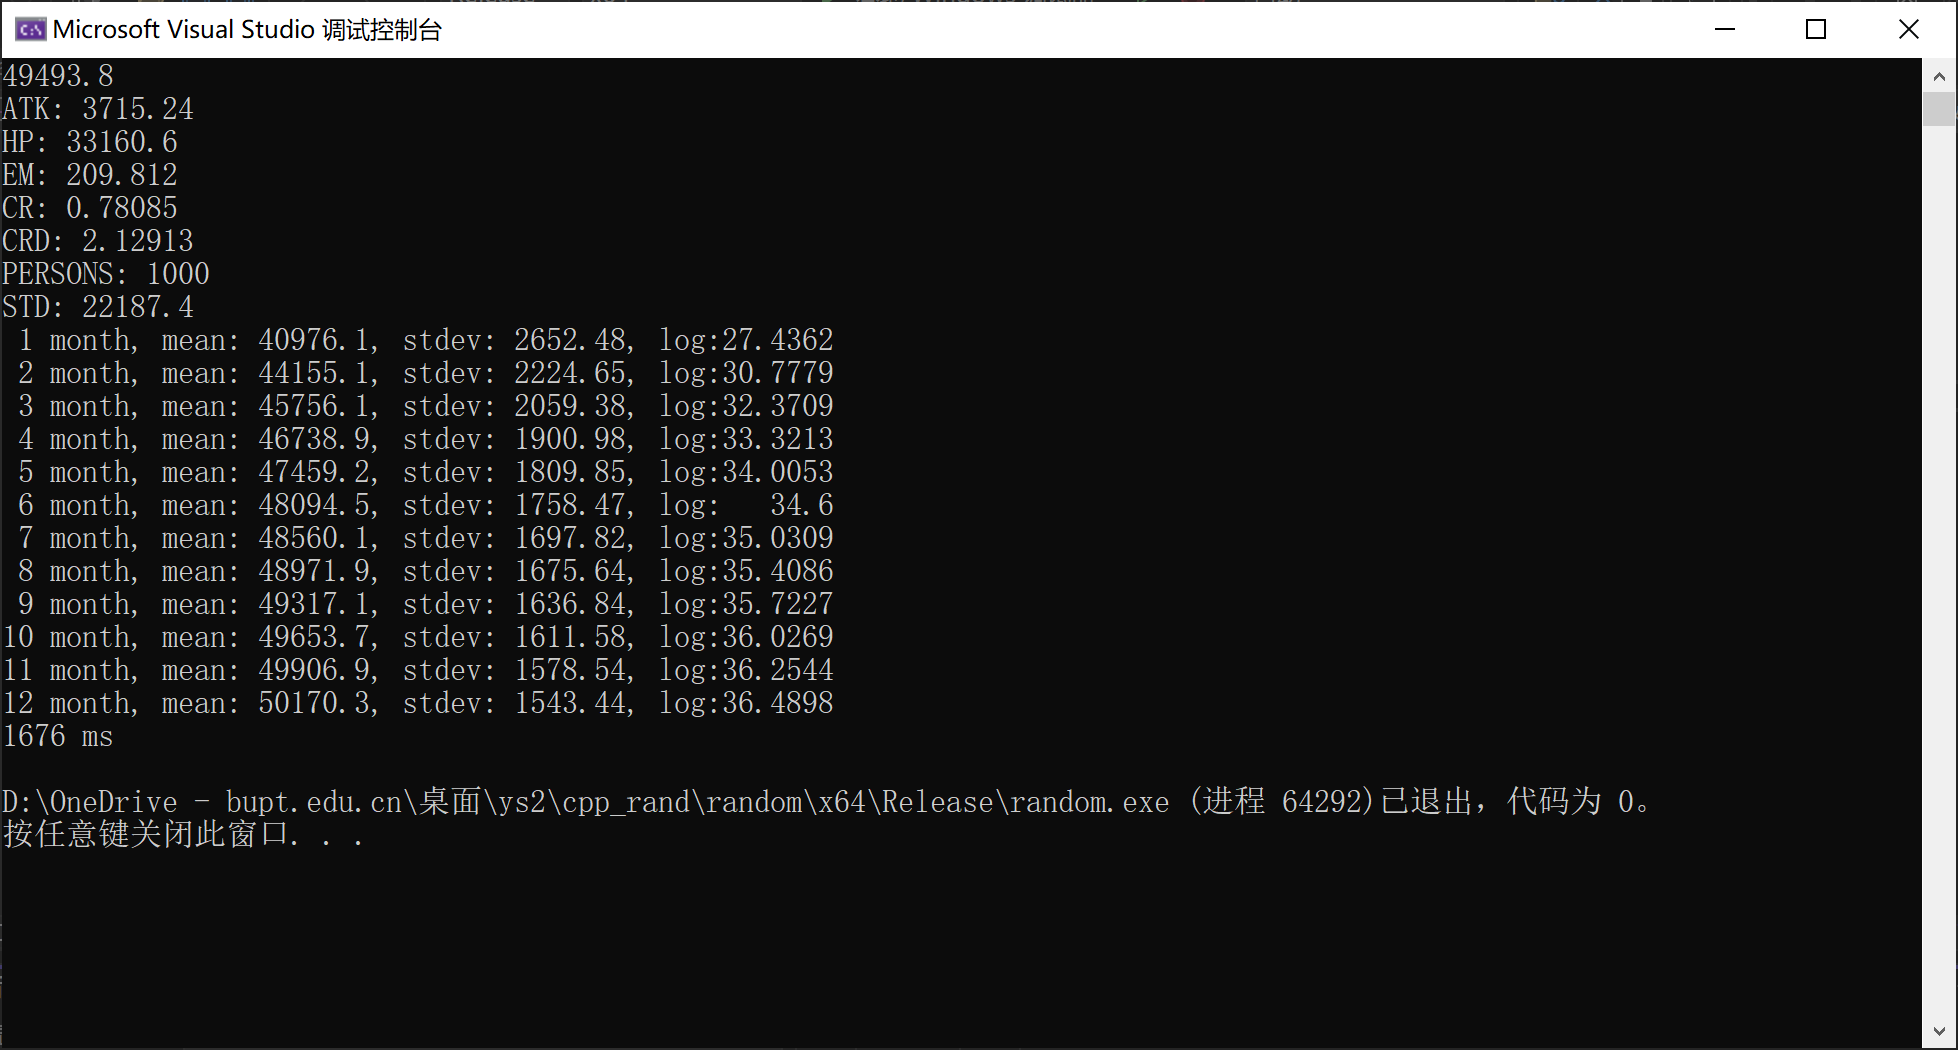 Microsoft Visual Studio 调试控制台
49493.8
ATK: 3715.24
HP: 33160.6
EM: 209.812
CR: 0.78085
CRD: 2.12913
PERSONS: 1000
STD: 22187.4
 1 month, mean: 40976.1, stdev: 2652.48, log:27.4362
 2 month, mean: 44155.1, stdev: 2224.65, log:30.7779
 3 month, mean: 45756.1, stdev: 2059.38, log:32.3709
 4 month, mean: 46738.9, stdev: 1900.98, log:33.3213
 5 month, mean: 47459.2, stdev: 1809.85, log:34.0053
 6 month, mean: 48094.5, stdev: 1758.47, log:   34.6
 7 month, mean: 48560.1, stdev: 1697.82, log:35.0309
 8 month, mean: 48971.9, stdev: 1675.64, log:35.4086
 9 month, mean: 49317.1, stdev: 1636.84, log:35.7227
10 month, mean: 49653.7, stdev: 1611.58, log:36.0269
11 month, mean: 49906.9, stdev: 1578.54, log:36.2544
12 month, mean: 50170.3, stdev: 1543.44, log:36.4898
1676 ms
D:\OneDrive - bupt.edu.cn\桌面\ys2\cpp_rand\random\x64\Release\random.exe (进程 64292)已退出，代码为 0。
按任意键关闭此窗口. . .